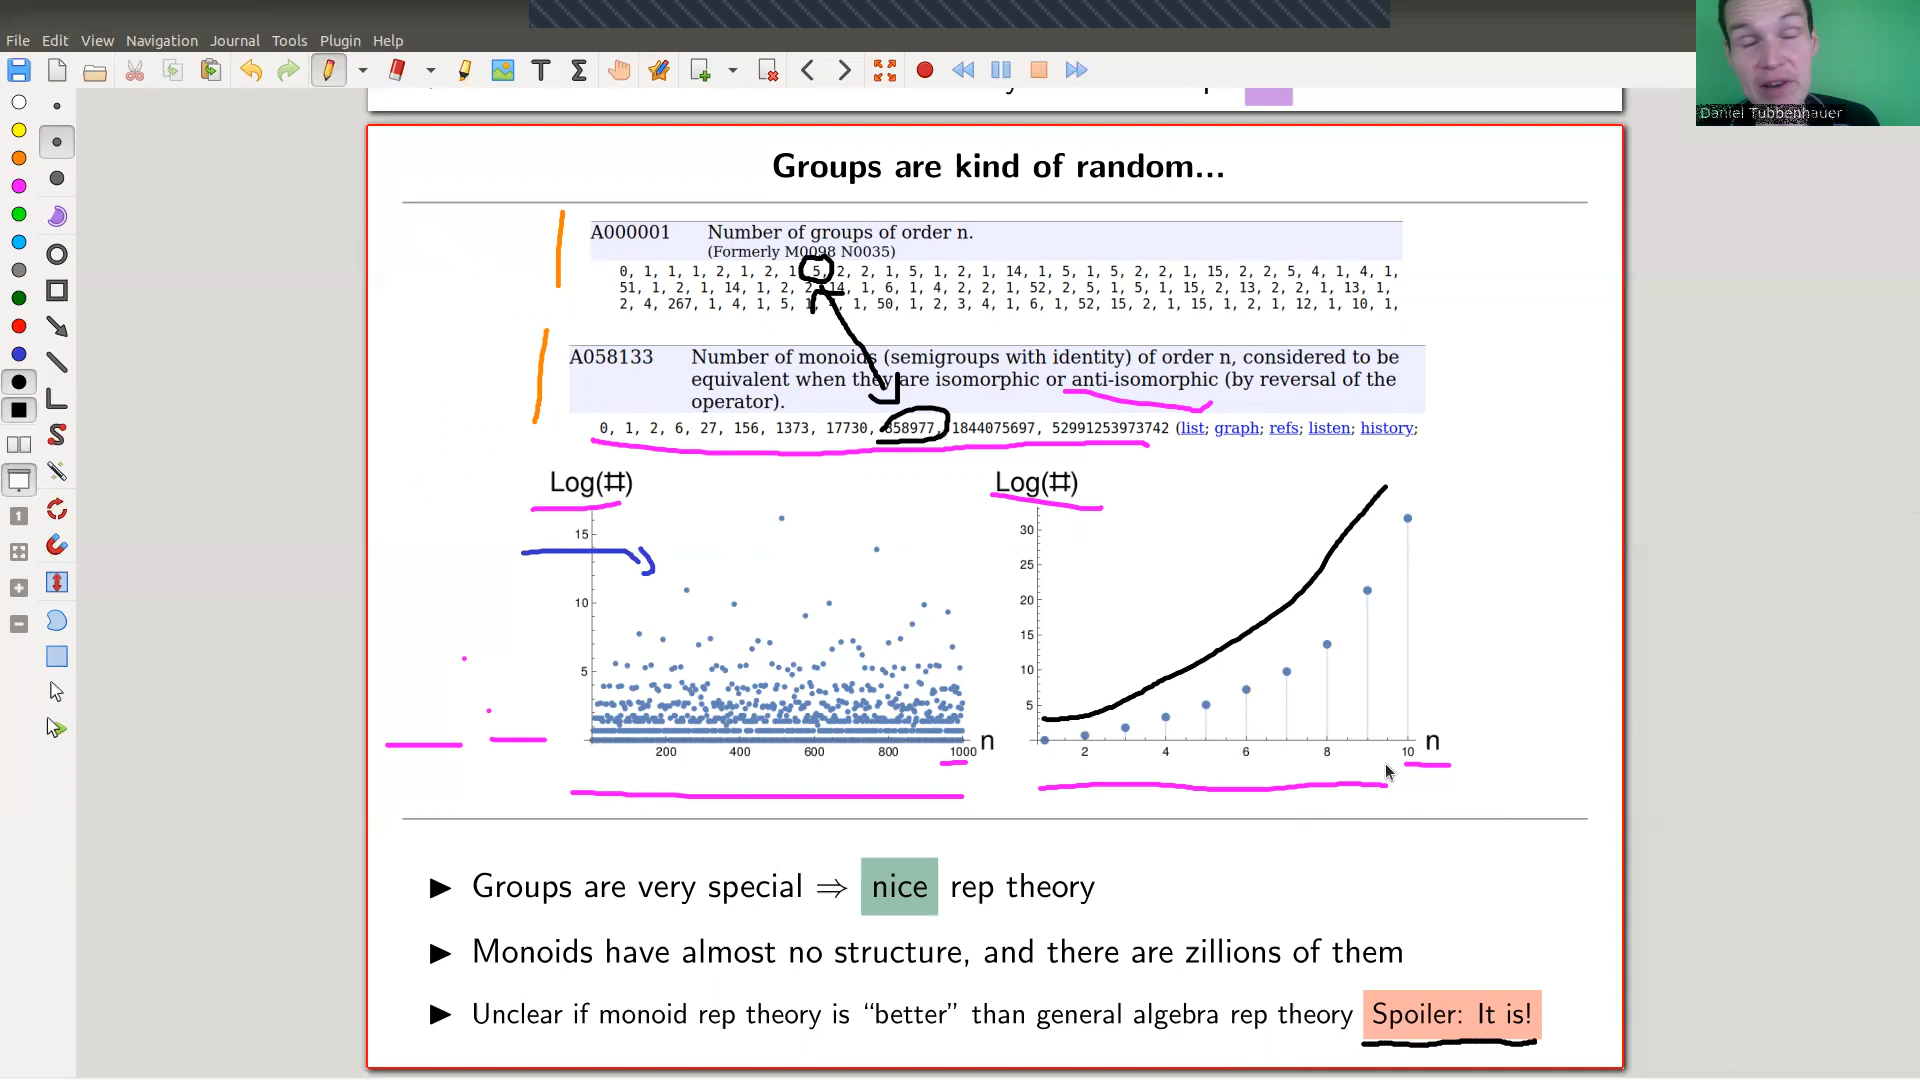 File Edit View Navigation Journal Tools Plugin Help
Daniel Tubbenhauer
Groups are kind of random...
A000001 Number of groups of order n.
(Formerly M0098 N0035)
0, 1, 1, 1, 2, 1, 2, 1, 5, 2, 2, 1, 5, 1, 2, 1, 14, 1, 5, 1, 5, 2, 2, 1, 15, 2, 2, 5, 4, 1, 4, 1,
51, 1, 2, 1, 14, 1, 2, 2, 14, 1, 6, 1, 4, 2, 2, 1, 52, 2, 5, 1, 5, 1, 15, 2, 13, 2, 2, 1, 13, 1,
2, 4, 267, 1, 4, 1, 5, 1, 4, 1, 50, 1, 2, 3, 4, 1, 6, 1, 52, 15, 2, 1, 15, 1, 2, 1, 12, 1, 10, 1,
A058133 Number of monoids (semigroups with identity) of order n, considered to be
equivalent when they are isomorphic or anti-isomorphic (by reversal of the
operator).
0, 1, 2, 6, 27, 156, 1373, 17730, 858977, 1844075697, 52991253973742 (list; graph; refs; listen; history;
Log(#) Log(#)
15
10
5
200 400 600 800 1000 n
30
25
20
15
10
5
2 4 6 8 10 n
▶ Groups are very special ⇒ nice rep theory
▶ Monoids have almost no structure, and there are zillions of them
▶ Unclear if monoid rep theory is “better” than general algebra rep theory Spoiler: It is!